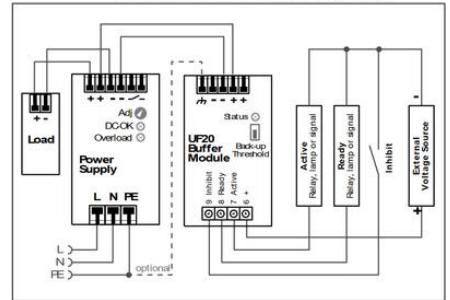 + -
Load
+ + - -
Adj
DC-OK
Overload
Power
Supply
L N PE
L
N
PE
optional
- - + +
Status
UF20
Buffer
Module
Back-up
Threshold
9 Inhibit
8 Ready
7 Active
6 +
Active
Relay, lamp or signal
Ready
Relay, lamp or signal
Inhibit
-
External
Voltage Source
+